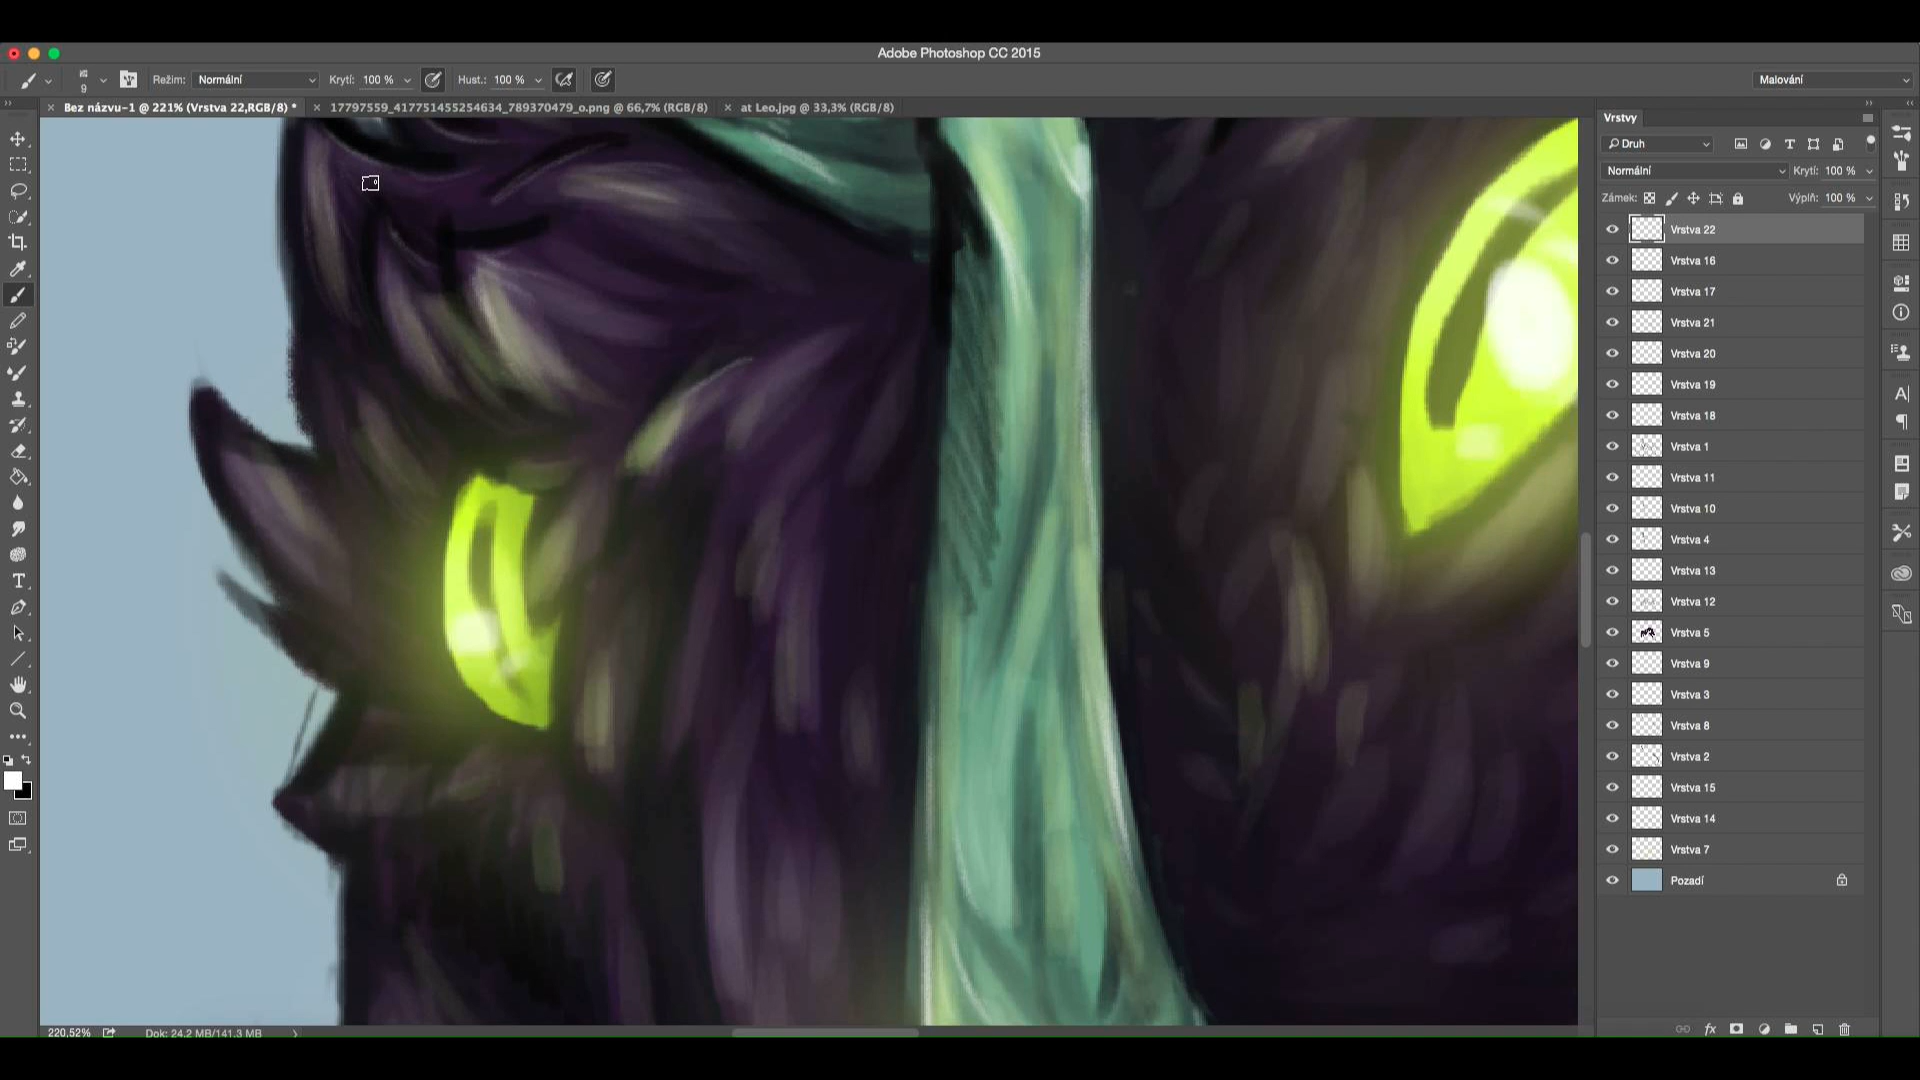 Adobe Photoshop CC 2015
9 Režim: Normální Krytí: 100 % Hust.: 100 % Malování
Bez názvu-1 @ 221% (Vrstva 22,RGB/8) * 17797559_417751455254634_789370479_o.png @ 66,7% (RGB/8) at Leo.jpg @ 33,3% (RGB/8)
Vrstvy
Druh
Normální Krytí: 100 %
Zámek: Výplň: 100 %
Vrstva 22
Vrstva 16
Vrstva 17
Vrstva 21
Vrstva 20
Vrstva 19
Vrstva 18
Vrstva 1
Vrstva 11
Vrstva 10
Vrstva 4
Vrstva 13
Vrstva 12
Vrstva 5
Vrstva 9
Vrstva 3
Vrstva 8
Vrstva 2
Vrstva 15
Vrstva 14
Vrstva 7
Pozadí
220,52% Dok: 24,2 MB/141,3 MB